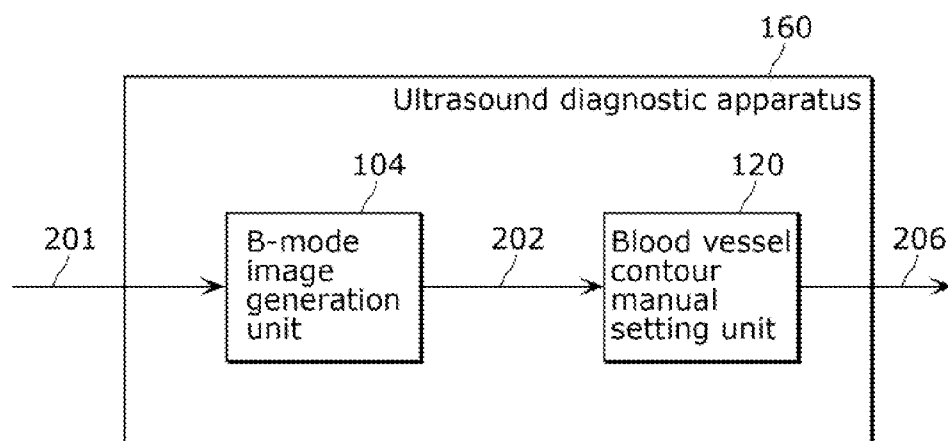 160
Ultrasound diagnostic apparatus
104
120
201
B-mode
image
generation
unit
202
Blood vessel
contour
manual
setting unit
206